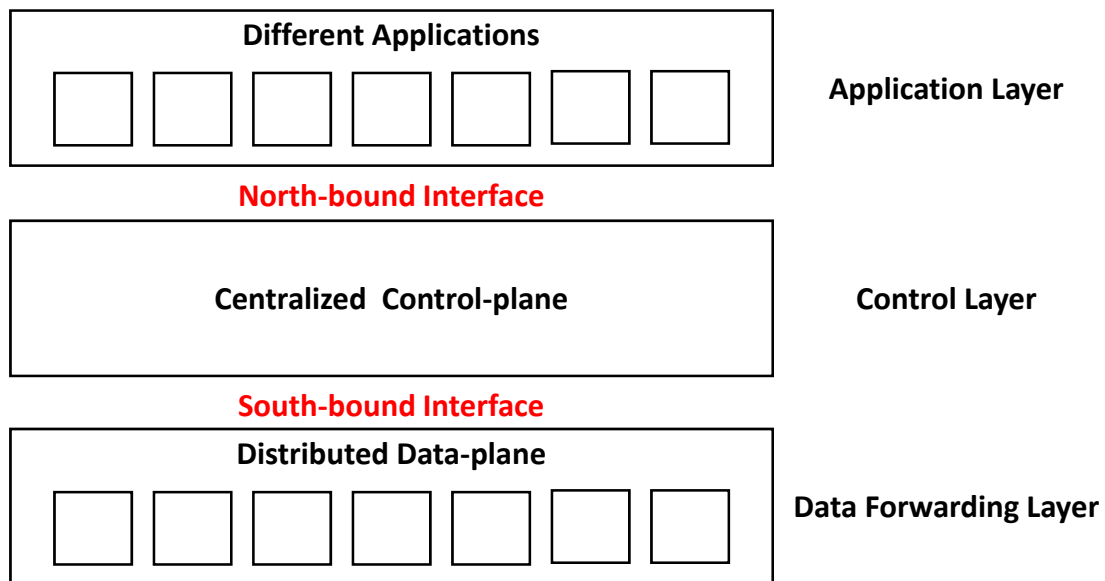 Different Applications
Application Layer
North-bound Interface
Centralized  Control-plane
Control Layer
South-bound Interface
Distributed Data-plane
Data Forwarding Layer